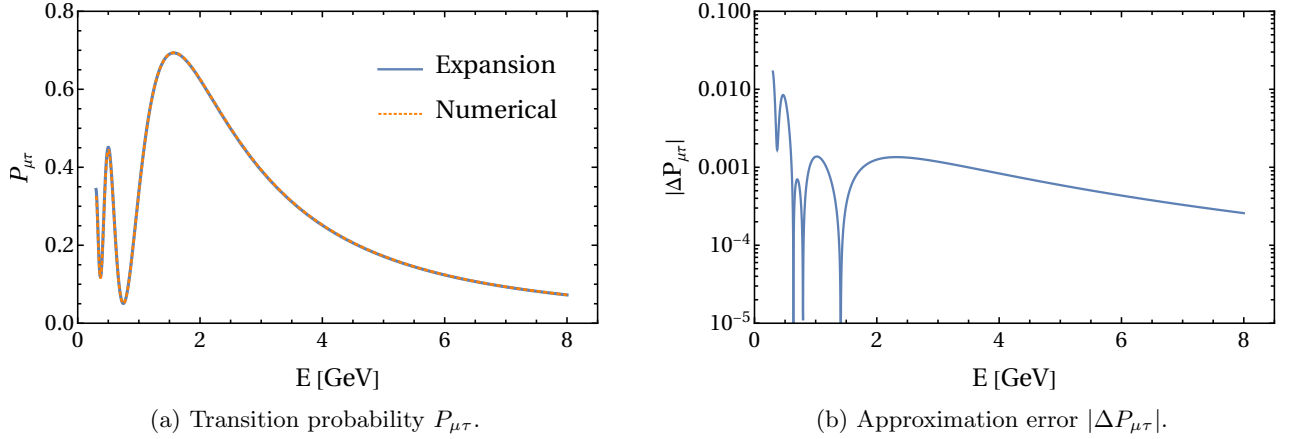 0.8
0.6
0.4
0.2
0.0
P_{μτ}
Expansion
Numerical
0 2 4 6 8
E [GeV]
(a) Transition probability P_{μτ}.
0.100
0.010
0.001
10^{−4}
10^{−5}
|ΔP_{μτ}|
0 2 4 6 8
E [GeV]
(b) Approximation error |ΔP_{μτ}|.